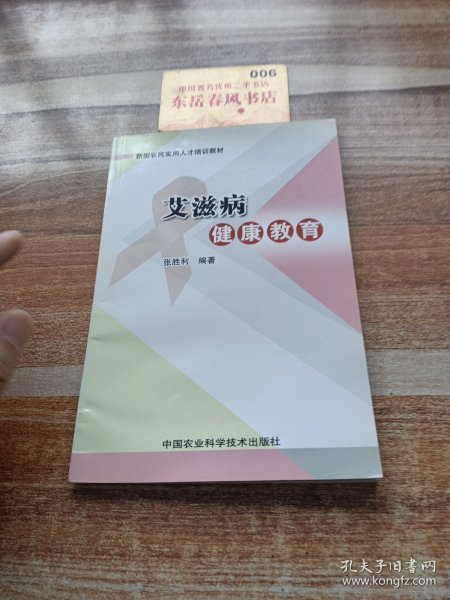 006
中国著名优质二手书店
东岳春风书店
新型农民实用人才培训教材
艾滋病
健康教育
张胜利 编著
中国农业科学技术出版社
孔夫子旧书网
www.kongfz.com